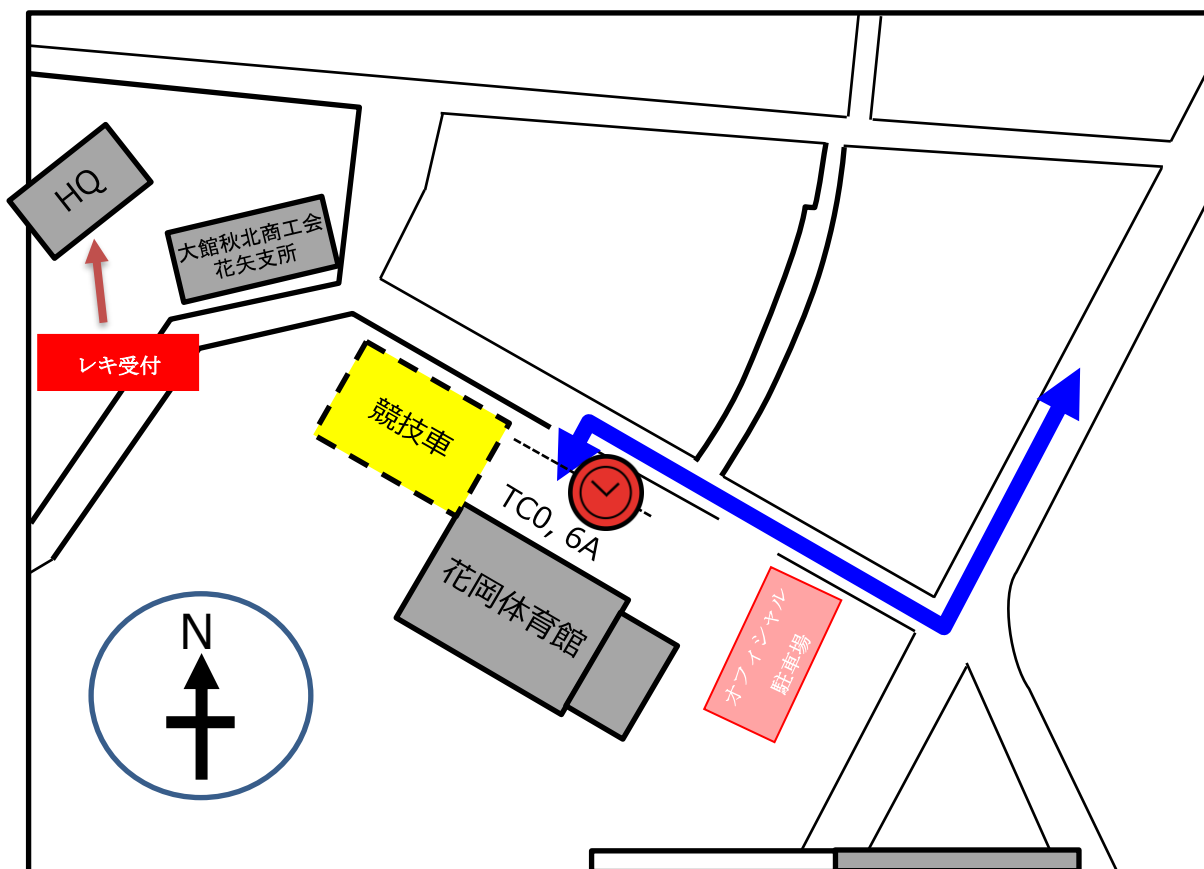 HQ
大館秋北商工会
花矢支所
レキ受付
競技車
TC0, 6A
花岡体育館
オフィシャル
駐車場
N